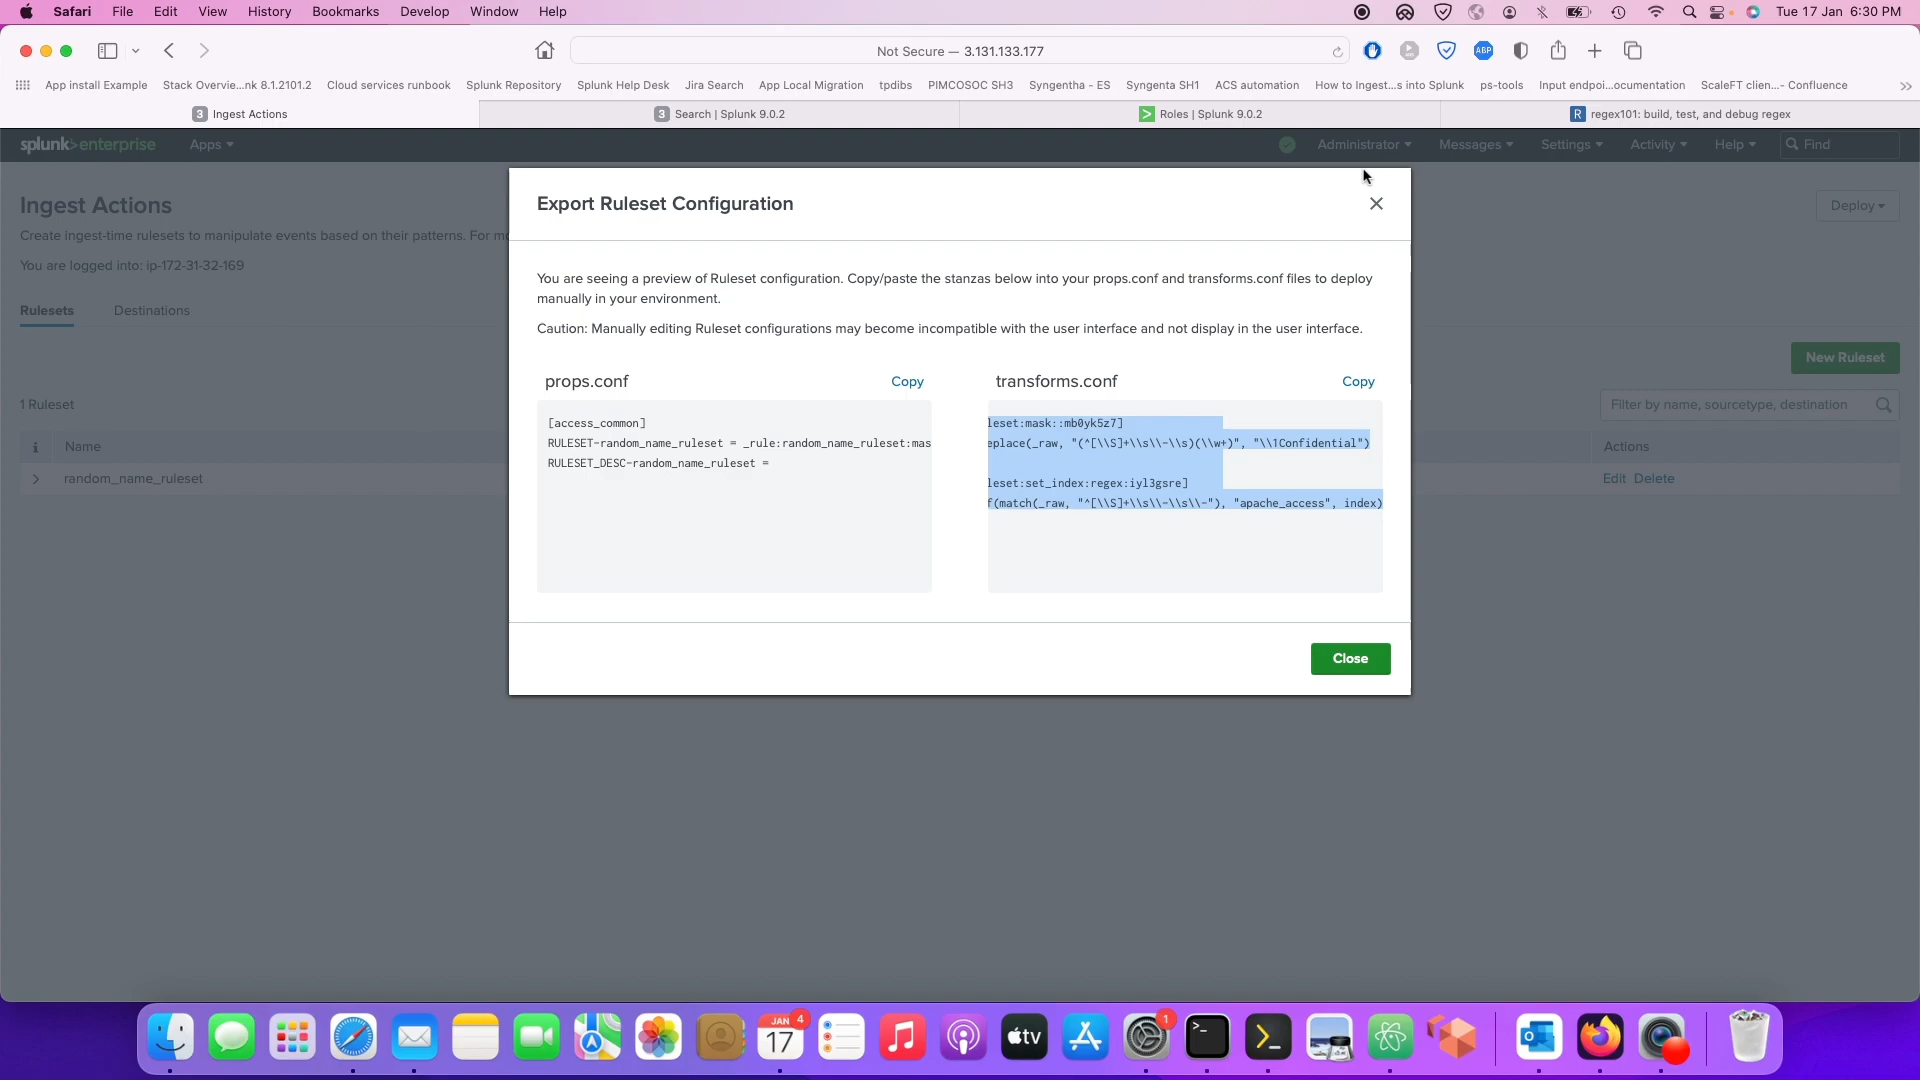 Safari File Edit View History Bookmarks Develop Window Help Tue 17 Jan 6:30 PM
Not Secure — 3.131.133.177
ABP
App install Example Stack Overvie...nk 8.1.2101.2 Cloud services runbook Splunk Repository Splunk Help Desk Jira Search App Local Migration tpdibs PIMCOSOC SH3 Syngentha - ES Syngenta SH1 ACS automation How to Ingest...s into Splunk ps-tools Input endpoi...ocumentation ScaleFT clien...- Confluence
3 Ingest Actions 3 Search | Splunk 9.0.2 > Roles | Splunk 9.0.2 R regex101: build, test, and debug regex
splunk>enterprise Apps Administrator Messages Settings Activity Help Find
Ingest Actions
Deploy
Create ingest-time rulesets to manipulate events based on their patterns. For mo
You are logged into: ip-172-31-32-169
Rulesets Destinations
New Ruleset
1 Ruleset
Filter by name, sourcetype, destination
i Name Actions
> random_name_ruleset Edit Delete
Export Ruleset Configuration
You are seeing a preview of Ruleset configuration. Copy/paste the stanzas below into your props.conf and transforms.conf files to deploy
manually in your environment.
Caution: Manually editing Ruleset configurations may become incompatible with the user interface and not display in the user interface.
props.conf Copy
[access_common]
RULESET-random_name_ruleset = _rule:random_name_ruleset:mas
RULESET_DESC-random_name_ruleset =
transforms.conf Copy
leset:mask::mb0yk5z7]
eplace(_raw, "(^[\\S]+\\s\\-\\s)(\\w+)", "\\1Confidential")
leset:set_index:regex:iyl3gsre]
f(match(_raw, "^[\\S]+\\s\\-\\s\\-"), "apache_access", index)
Close
JAN
17
4
tv
1